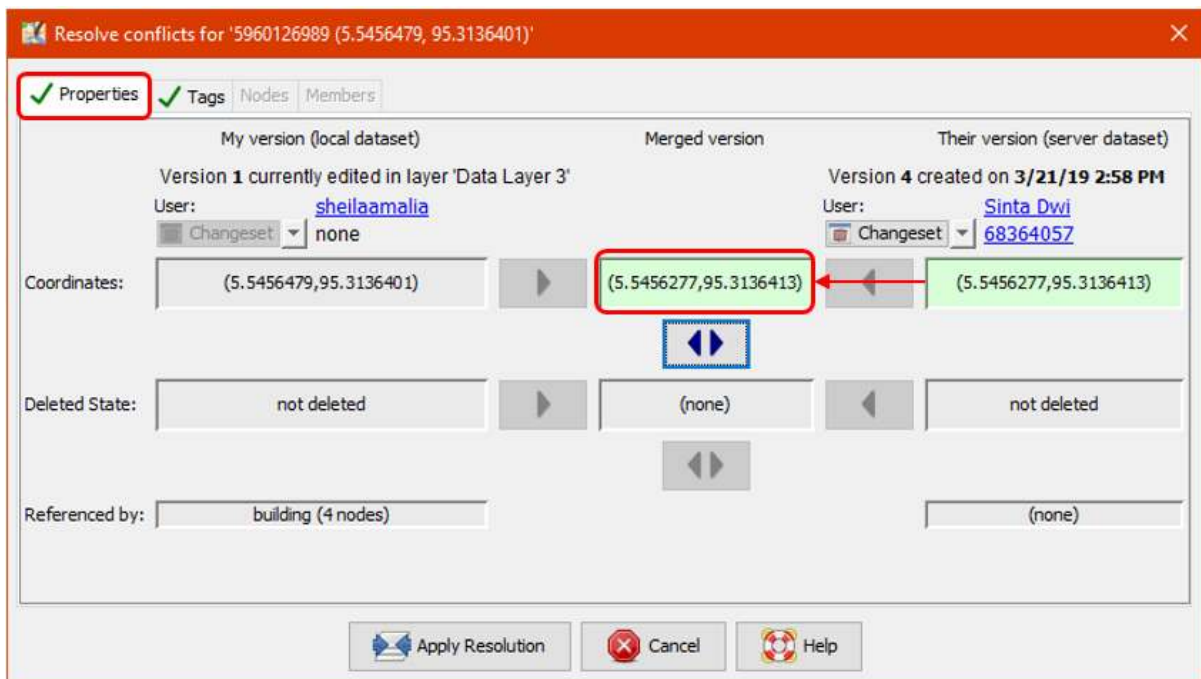 Resolve conflicts for '5960126989 (5.5456479, 95.3136401)'
Properties Tags Nodes Members
My version (local dataset) Merged version Their version (server dataset)
Version 1 currently edited in layer 'Data Layer 3' Version 4 created on 3/21/19 2:58 PM
User: sheilaamalia User: Sinta Dwi
Changeset none Changeset 68364057
Coordinates: (5.5456479,95.3136401) (5.5456277,95.3136413) (5.5456277,95.3136413)
Deleted State: not deleted (none) not deleted
Referenced by: building (4 nodes) (none)
Apply Resolution Cancel Help